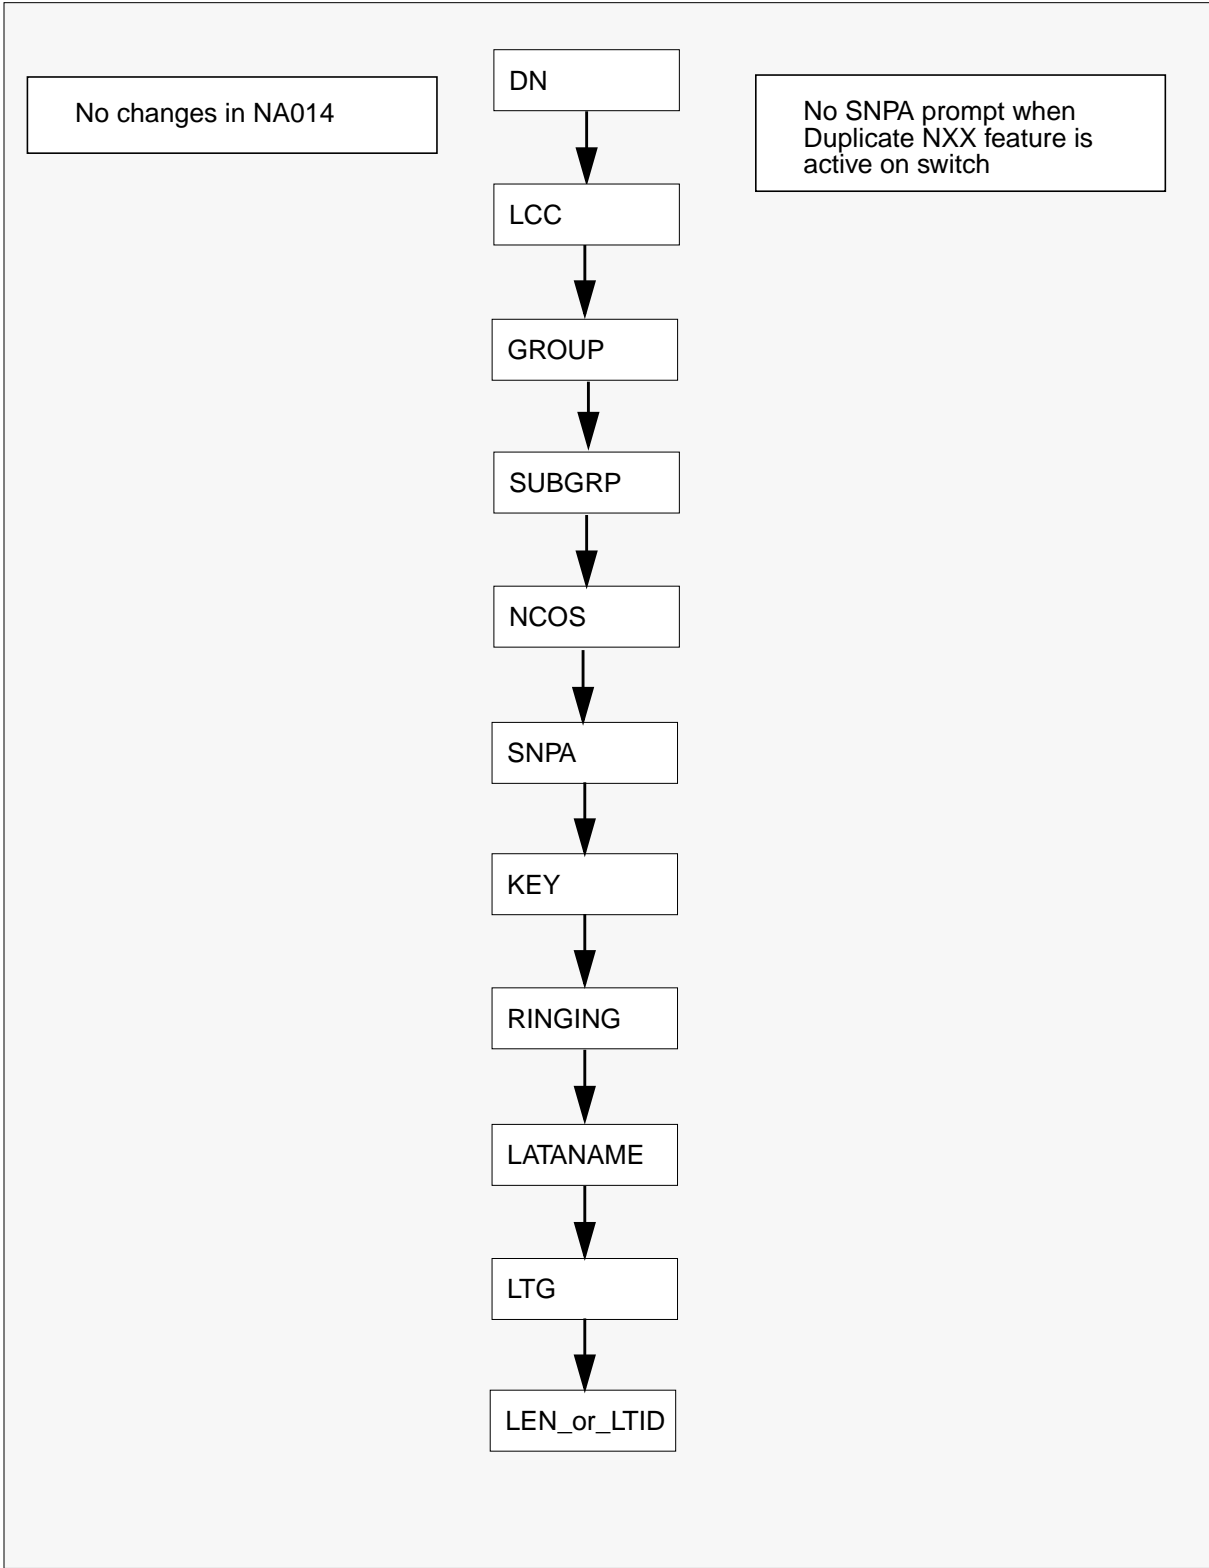 No changes in NA014
No SNPA prompt when
Duplicate NXX feature is
active on switch
DN
LCC
GROUP
SUBGRP
NCOS
SNPA
KEY
RINGING
LATANAME
LTG
LEN_or_LTID